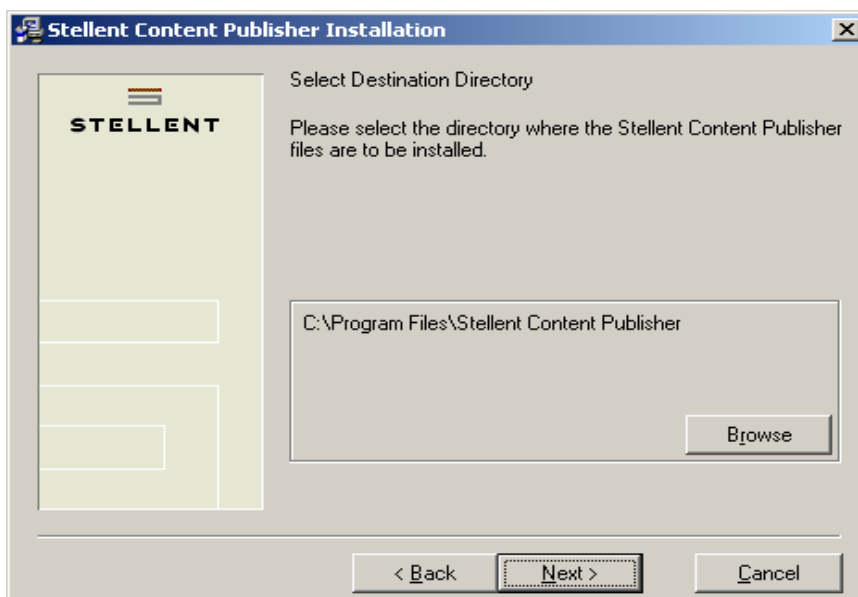 Stellent Content Publisher Installation
STELLENT
Select Destination Directory
Please select the directory where the Stellent Content Publisher
files are to be installed.
C:\Program Files\Stellent Content Publisher
Browse
< Back
Next >
Cancel